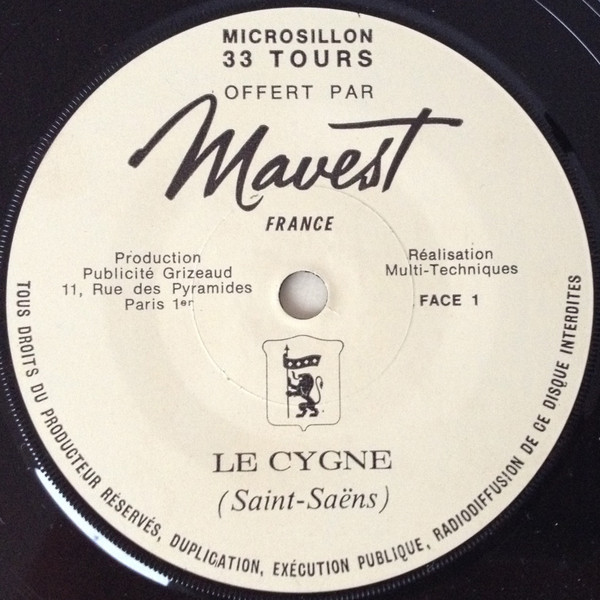 MICROSILLON
33 TOURS
OFFERT PAR
Mavest
FRANCE
Production
Publicité Grizeaud
11, Rue des Pyramides
Paris 1er
Réalisation
Multi-Techniques
FACE 1
LE CYGNE
(Saint-Saëns)
TOUS DROITS DU PRODUCTEUR RÉSERVÉS, DUPLICATION, EXÉCUTION PUBLIQUE, RADIODIFFUSION DE CE DISQUE INTERDITES